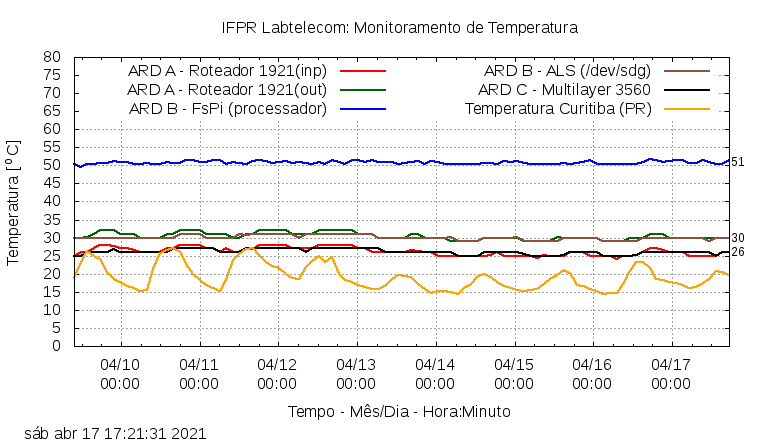 IFPR Labtelecom: Monitoramento de Temperatura
Temperatura [ º C]
80
75
70
65
60
55
50
45
40
35
30
25
20
15
10
5
0
ARD A - Roteador 1921(inp)
ARD A - Roteador 1921(out)
ARD B - FsPi (processador)
ARD B - ALS (/dev/sdg)
ARD C - Multilayer 3560
Temperatura Curitiba (PR)
51
30
26
04/10 04/11 04/12 04/13 04/14 04/15 04/16 04/17
00:00 00:00 00:00 00:00 00:00 00:00 00:00 00:00
Tempo - Mês/Dia - Hora:Minuto
sáb abr 17 17:21:31 2021